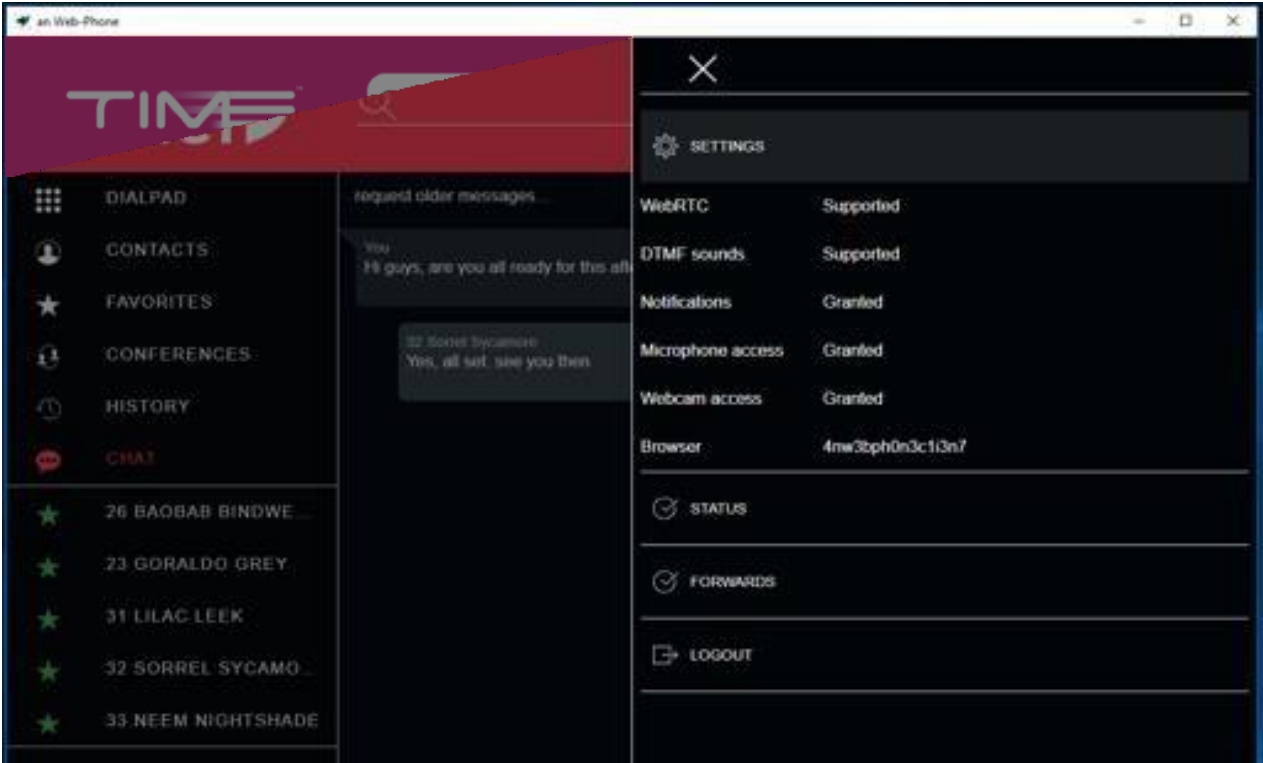 an Web-Phone
TIME
DIALPAD
CONTACTS
FAVORITES
CONFERENCES
HISTORY
CHAT
26 BAOBAB BINDWE...
23 GORALDO GREY
31 LILAC LEEK
32 SORREL SYCAMO...
33 NEEM NIGHTSHADE
request older messages...
You
Hi guys, are you all ready for this afte
32 Sorrel Sycamore
Yes, all set, see you then
SETTINGS
WebRTC Supported
DTMF sounds Supported
Notifications Granted
Microphone access Granted
Webcam access Granted
Browser 4nw3bph0n3c1i3n7
STATUS
FORWARDS
LOGOUT